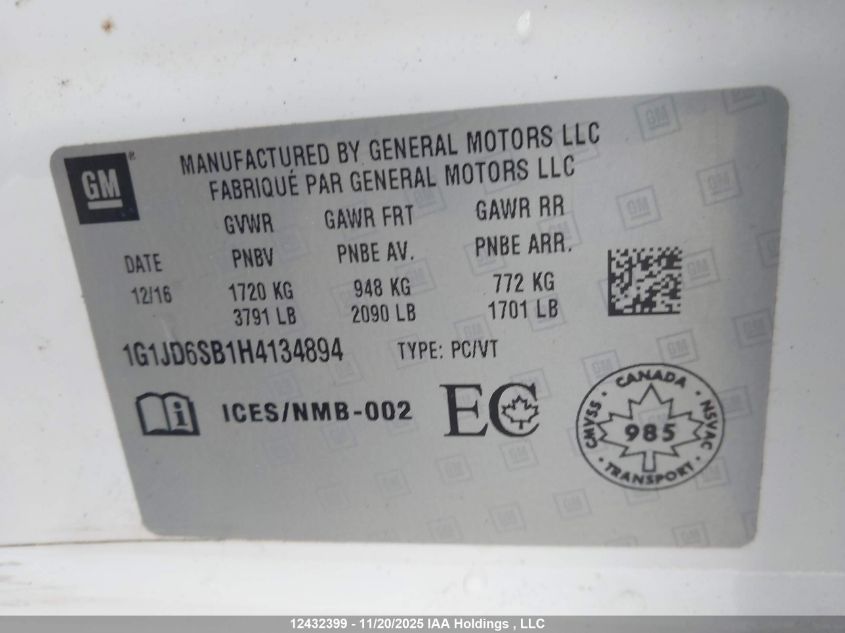 GM ®
MANUFACTURED BY GENERAL MOTORS LLC
FABRIQUÉ PAR GENERAL MOTORS LLC
GVWR GAWR FRT GAWR RR
DATE PNBV PNBE AV. PNBE ARR.
12/16 1720 KG 948 KG 772 KG
3791 LB 2090 LB 1701 LB
1G1JD6SB1H4134894 TYPE: PC/VT
i ICES/NMB-002 EC
CANADA
CMVSS 985 NSVAC
TRANSPORT
12432399 - 11/20/2025 IAA Holdings , LLC